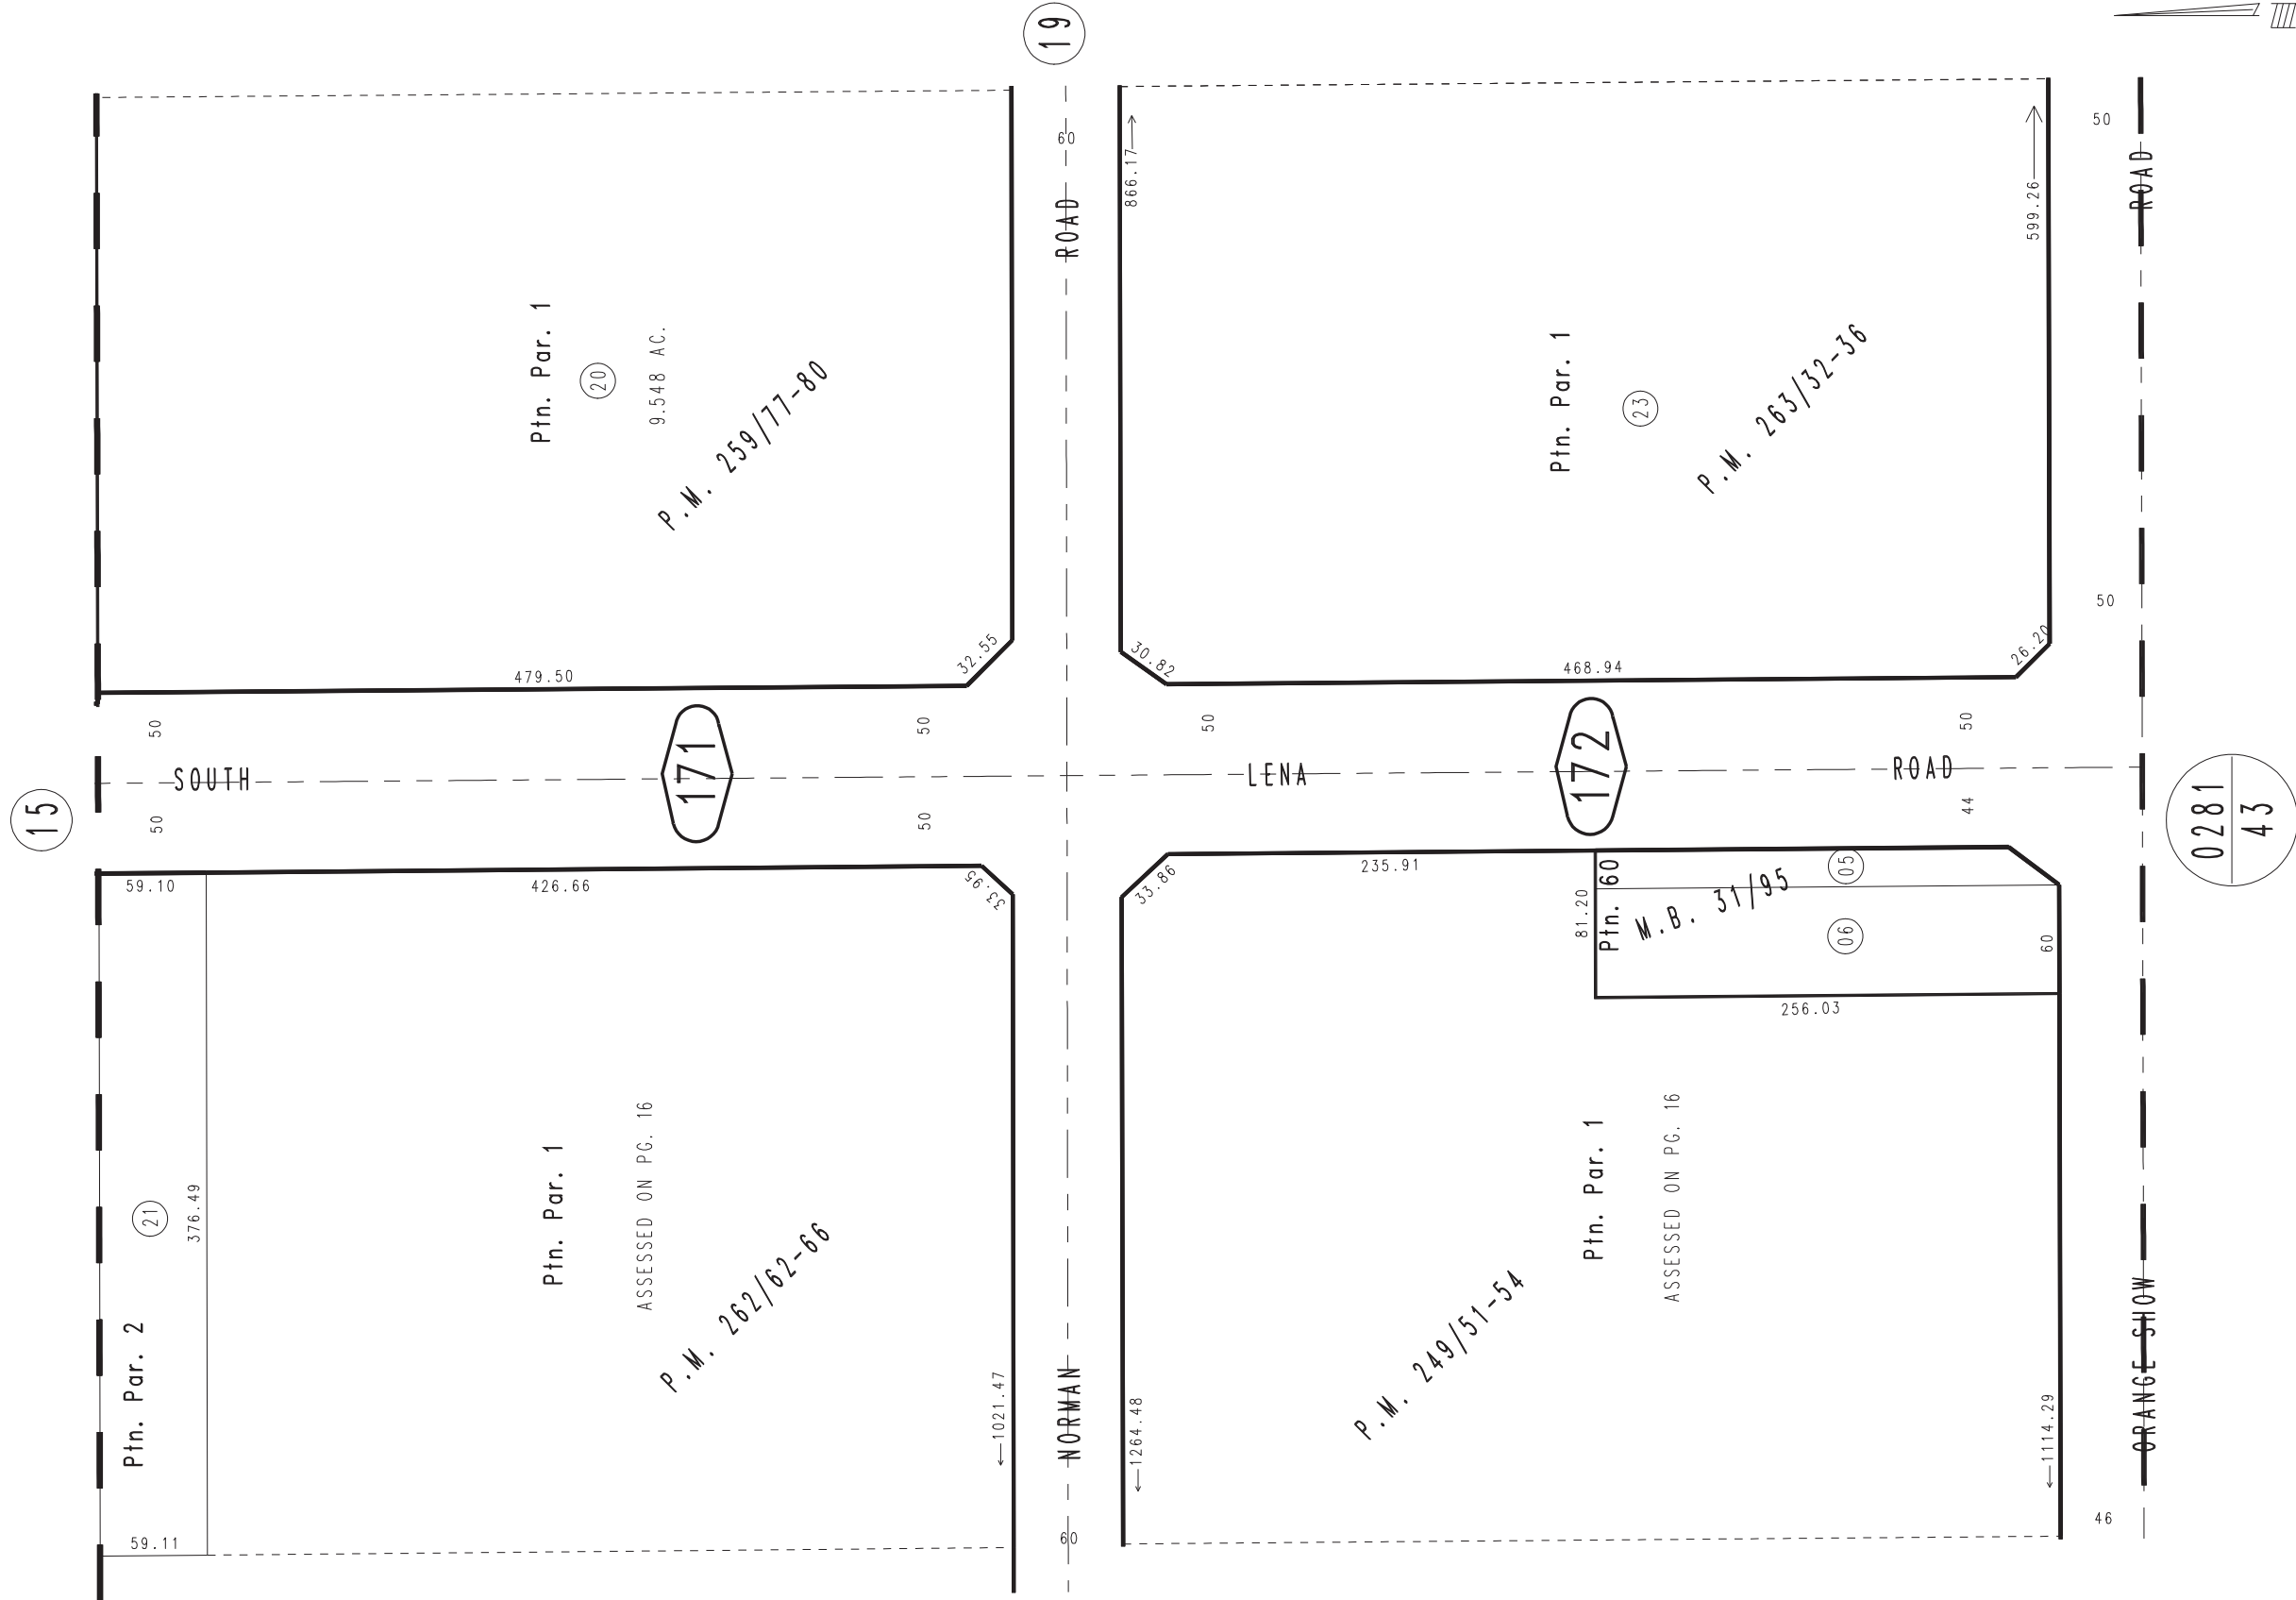 19
60
ROAD
866.17
599.26
50
ROAD
Ptn. Par. 1
20
9.548 AC.
P.M. 259/77-80
Ptn. Par. 1
23
P.M. 263/32-36
50
479.50
32.55
30.82
468.94
26.20
50
50
50
50
15
SOUTH
171
LENA
172
ROAD
50
50
44
0281
43
59.10
426.66
33.95
33.86
235.91
81.20
Ptn. 60
M.B. 31/95
05
06
60
256.03
21
376.49
Ptn. Par. 2
59.11
Ptn. Par. 1
ASSESSED ON PG. 16
P.M. 262/62-66
1021.47
NORMAN
60
1264.48
Ptn. Par. 1
ASSESSED ON PG. 16
P.M. 249/51-54
1114.29
ORANGE SHOW
46